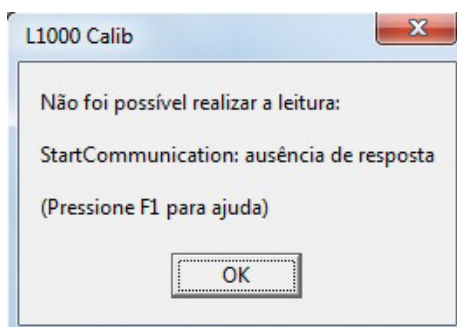 L1000 Calib
Não foi possível realizar a leitura:
StartCommunication: ausência de resposta
(Pressione F1 para ajuda)
OK